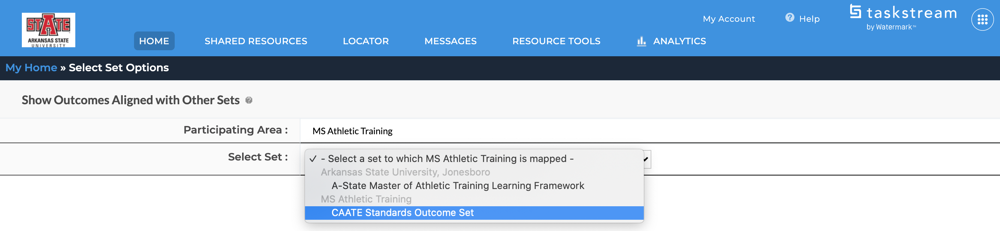 STATE
ARKANSAS STATE
UNIVERSITY
My Account
Help
taskstream
by Watermark™
HOME
SHARED RESOURCES
LOCATOR
MESSAGES
RESOURCE TOOLS
ANALYTICS
My Home » Select Set Options
Show Outcomes Aligned with Other Sets ?
Participating Area : MS Athletic Training
Select Set :
✓ - Select a set to which MS Athletic Training is mapped -
Arkansas State University, Jonesboro
A-State Master of Athletic Training Learning Framework
MS Athletic Training
CAATE Standards Outcome Set